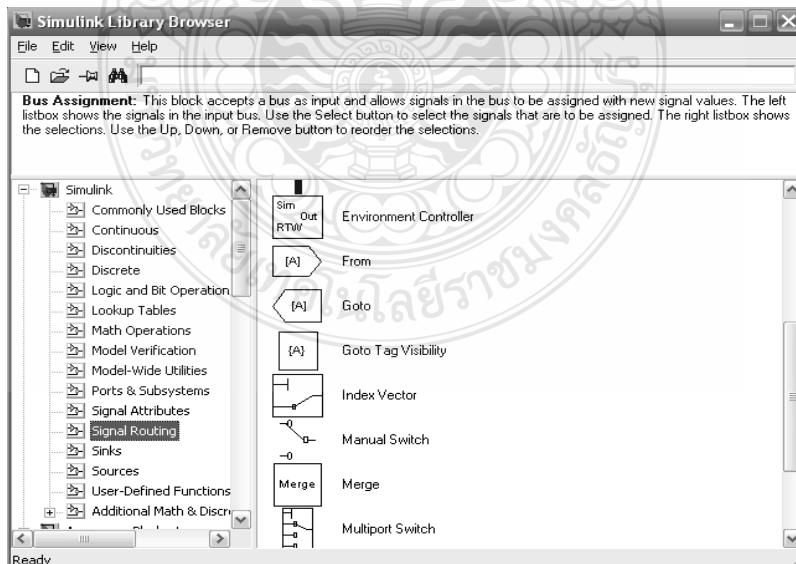 Simulink Library Browser
File Edit View Help
Bus Assignment: This block accepts a bus as input and allows signals in the bus to be assigned with new signal values. The left
listbox shows the signals in the input bus. Use the Select button to select the signals that are to be assigned. The right listbox shows
the selections. Use the Up, Down, or Remove button to reorder the selections.
Simulink
Commonly Used Blocks
Continuous
Discontinuities
Discrete
Logic and Bit Operation
Lookup Tables
Math Operations
Model Verification
Model-Wide Utilities
Ports & Subsystems
Signal Attributes
Signal Routing
Sinks
Sources
User-Defined Functions
Additional Math & Discre
Sim
Out
RTW
Environment Controller
[A] From
[A] Goto
{A} Goto Tag Visibility
Index Vector
Manual Switch
Merge Merge
Multiport Switch
Ready